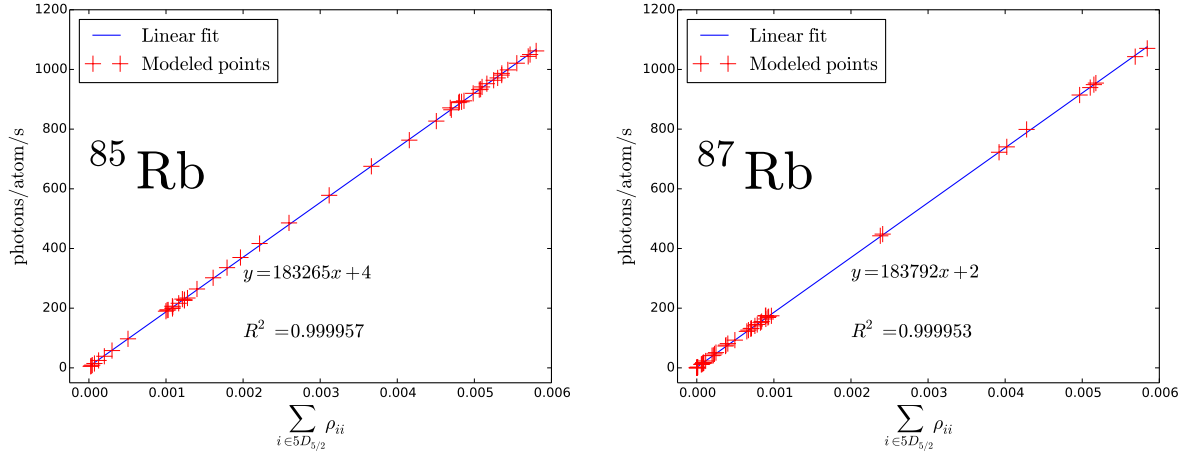 1200
1000
800
600
400
200
0
photons/atom/s
Linear fit
Modeled points
⁸⁵Rb
y=183265x+4
R² =0.999957
0.000 0.001 0.002 0.003 0.004 0.005 0.006
∑ ρᵢᵢ
i∈5D₅/₂
1200
1000
800
600
400
200
0
photons/atom/s
Linear fit
Modeled points
⁸⁷Rb
y=183792x+2
R² =0.999953
0.000 0.001 0.002 0.003 0.004 0.005 0.006
∑ ρᵢᵢ
i∈5D₅/₂